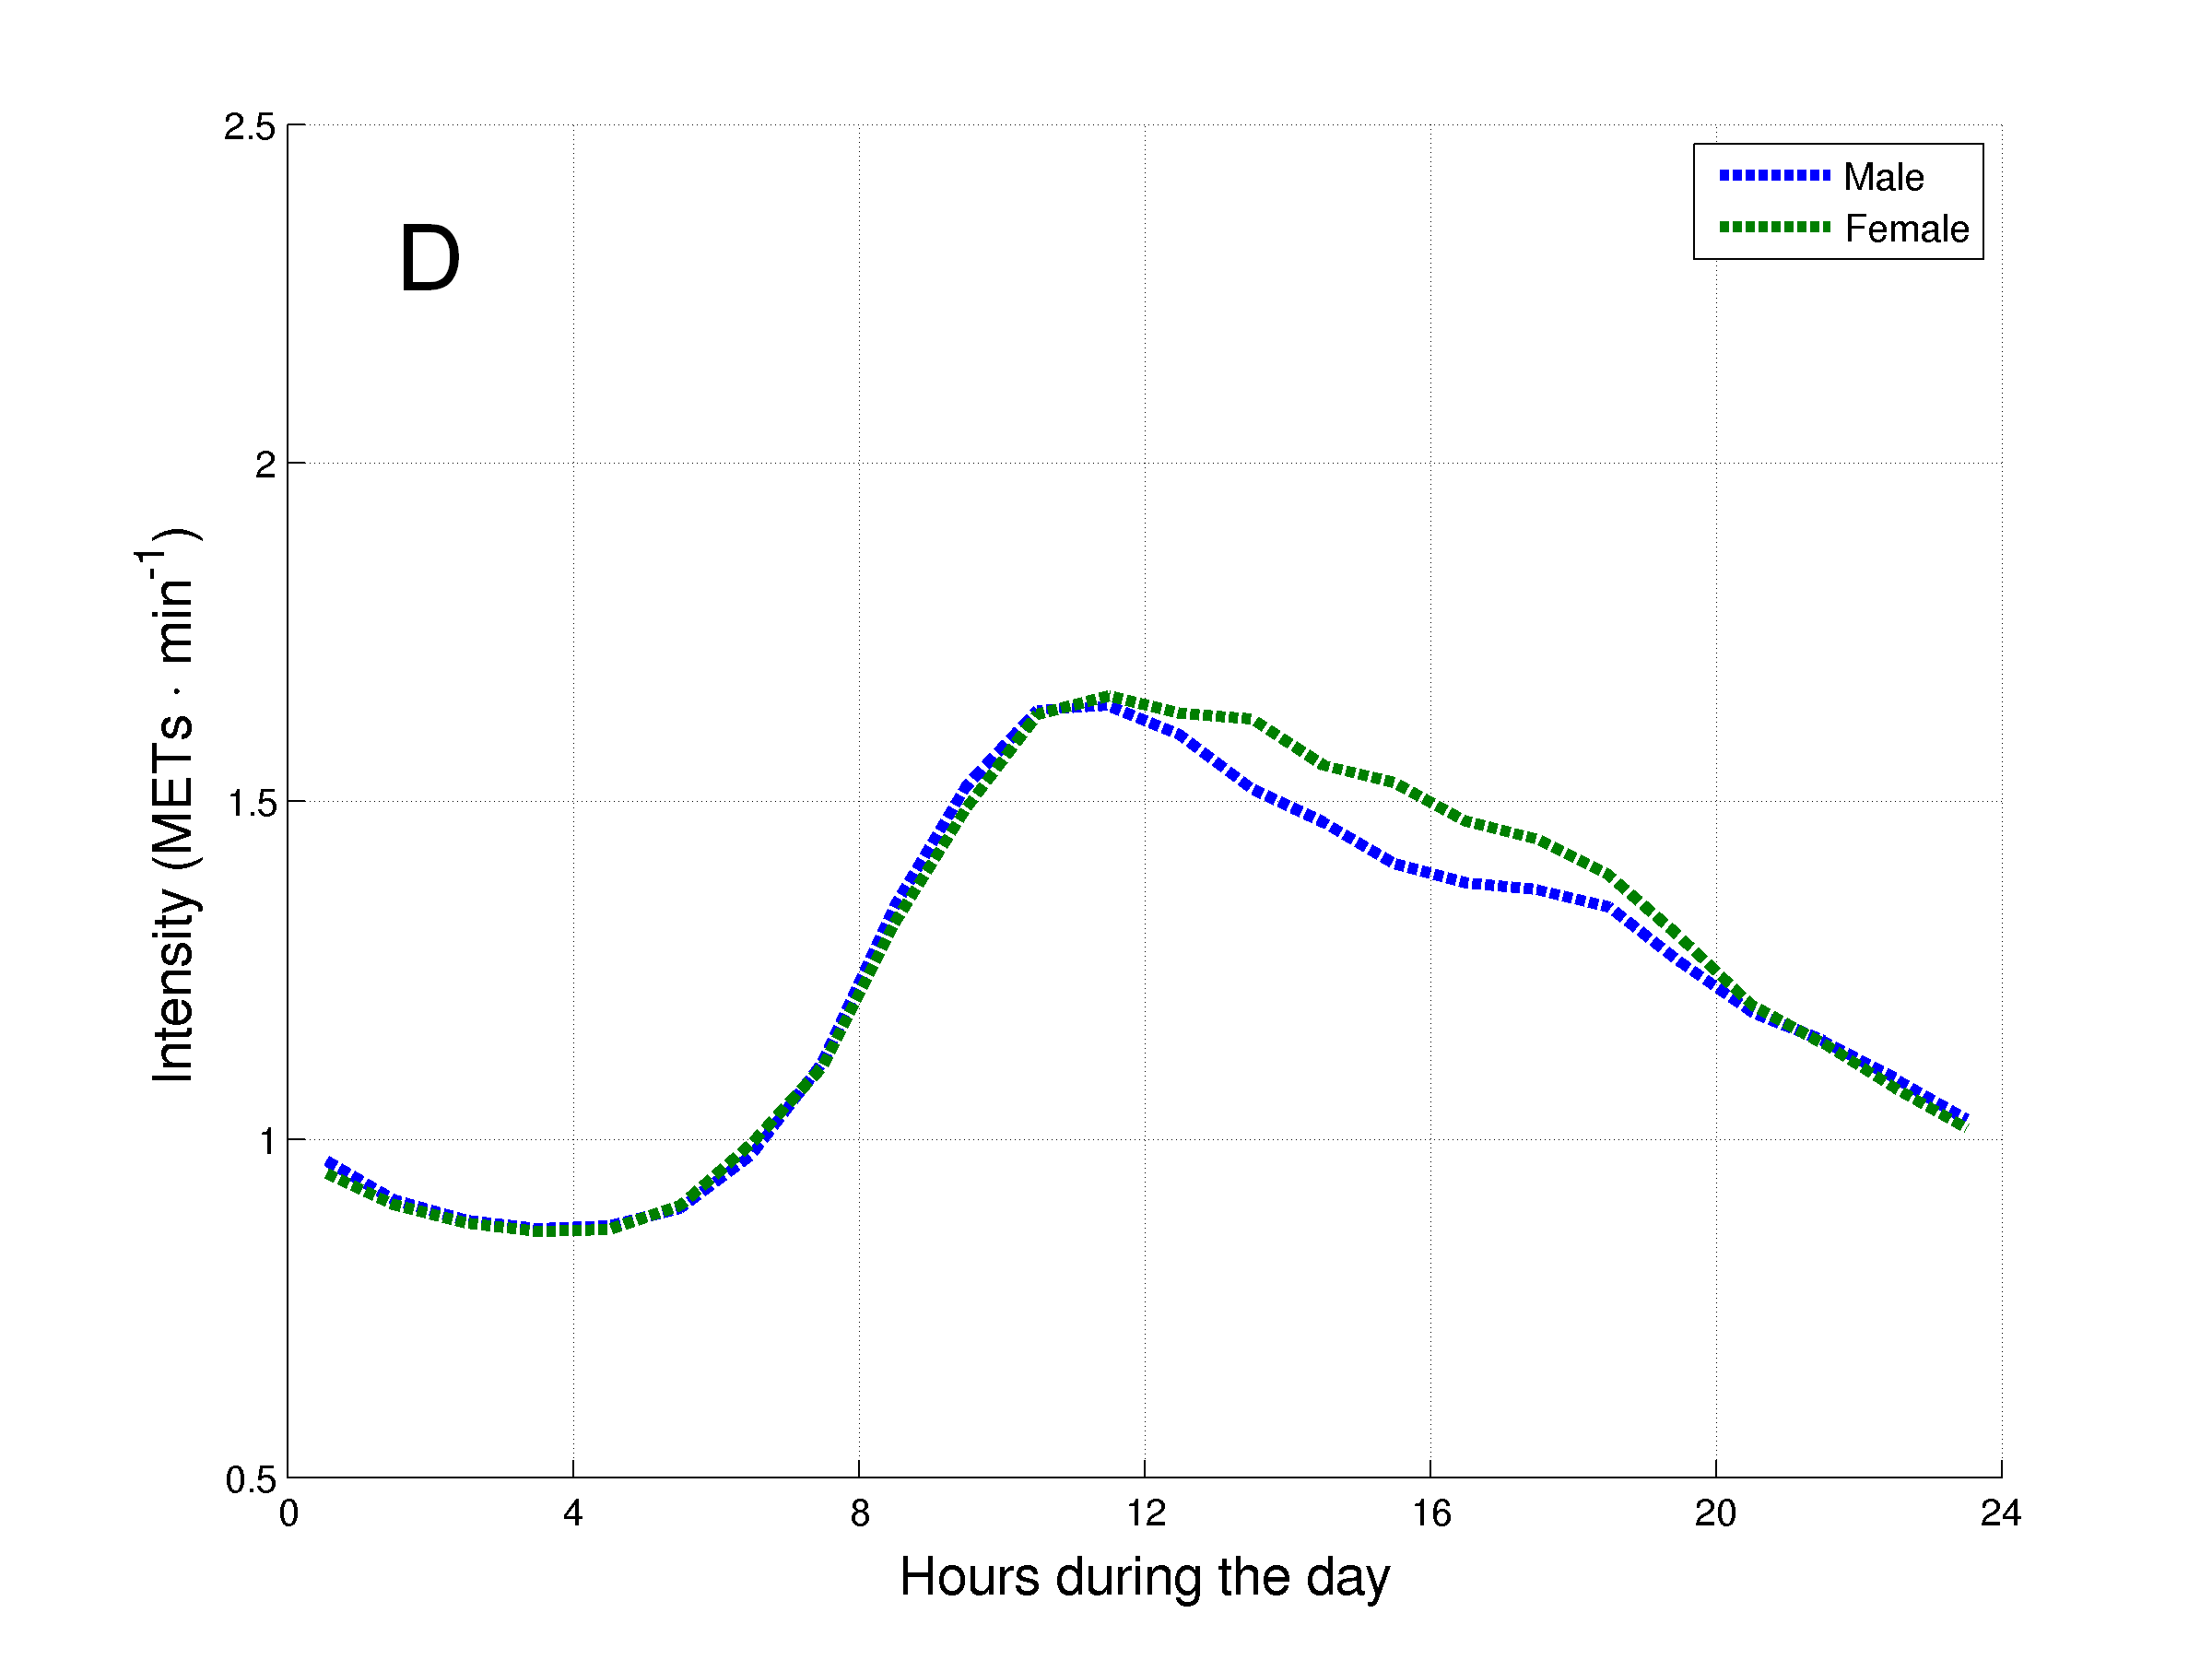 2.5
Male
Female
D
2
1.5
1
0.5
Intensity (METs · min⁻¹)
0 4 8 12 16 20 24
Hours during the day